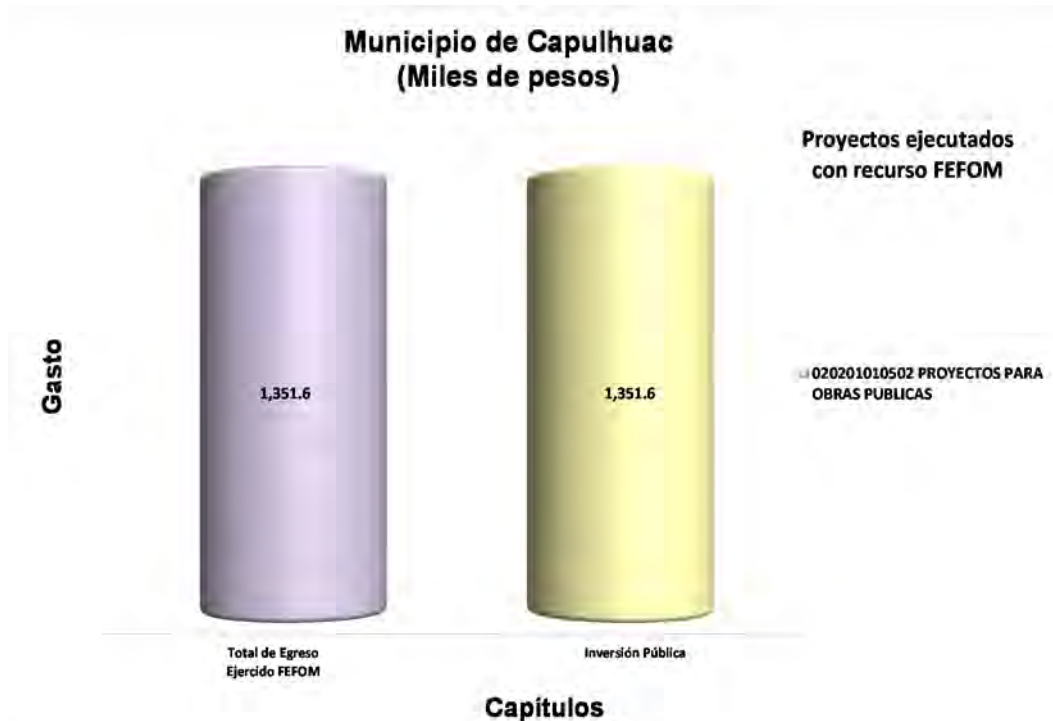 Municipio de Capulhuac
(Miles de pesos)
Proyectos ejecutados
con recurso FEFOM
Gasto
1,351.6
1,351.6
020201010502 PROYECTOS PARA
OBRAS PUBLICAS
Total de Egreso
Ejercido FEFOM
Inversión Pública
Capítulos